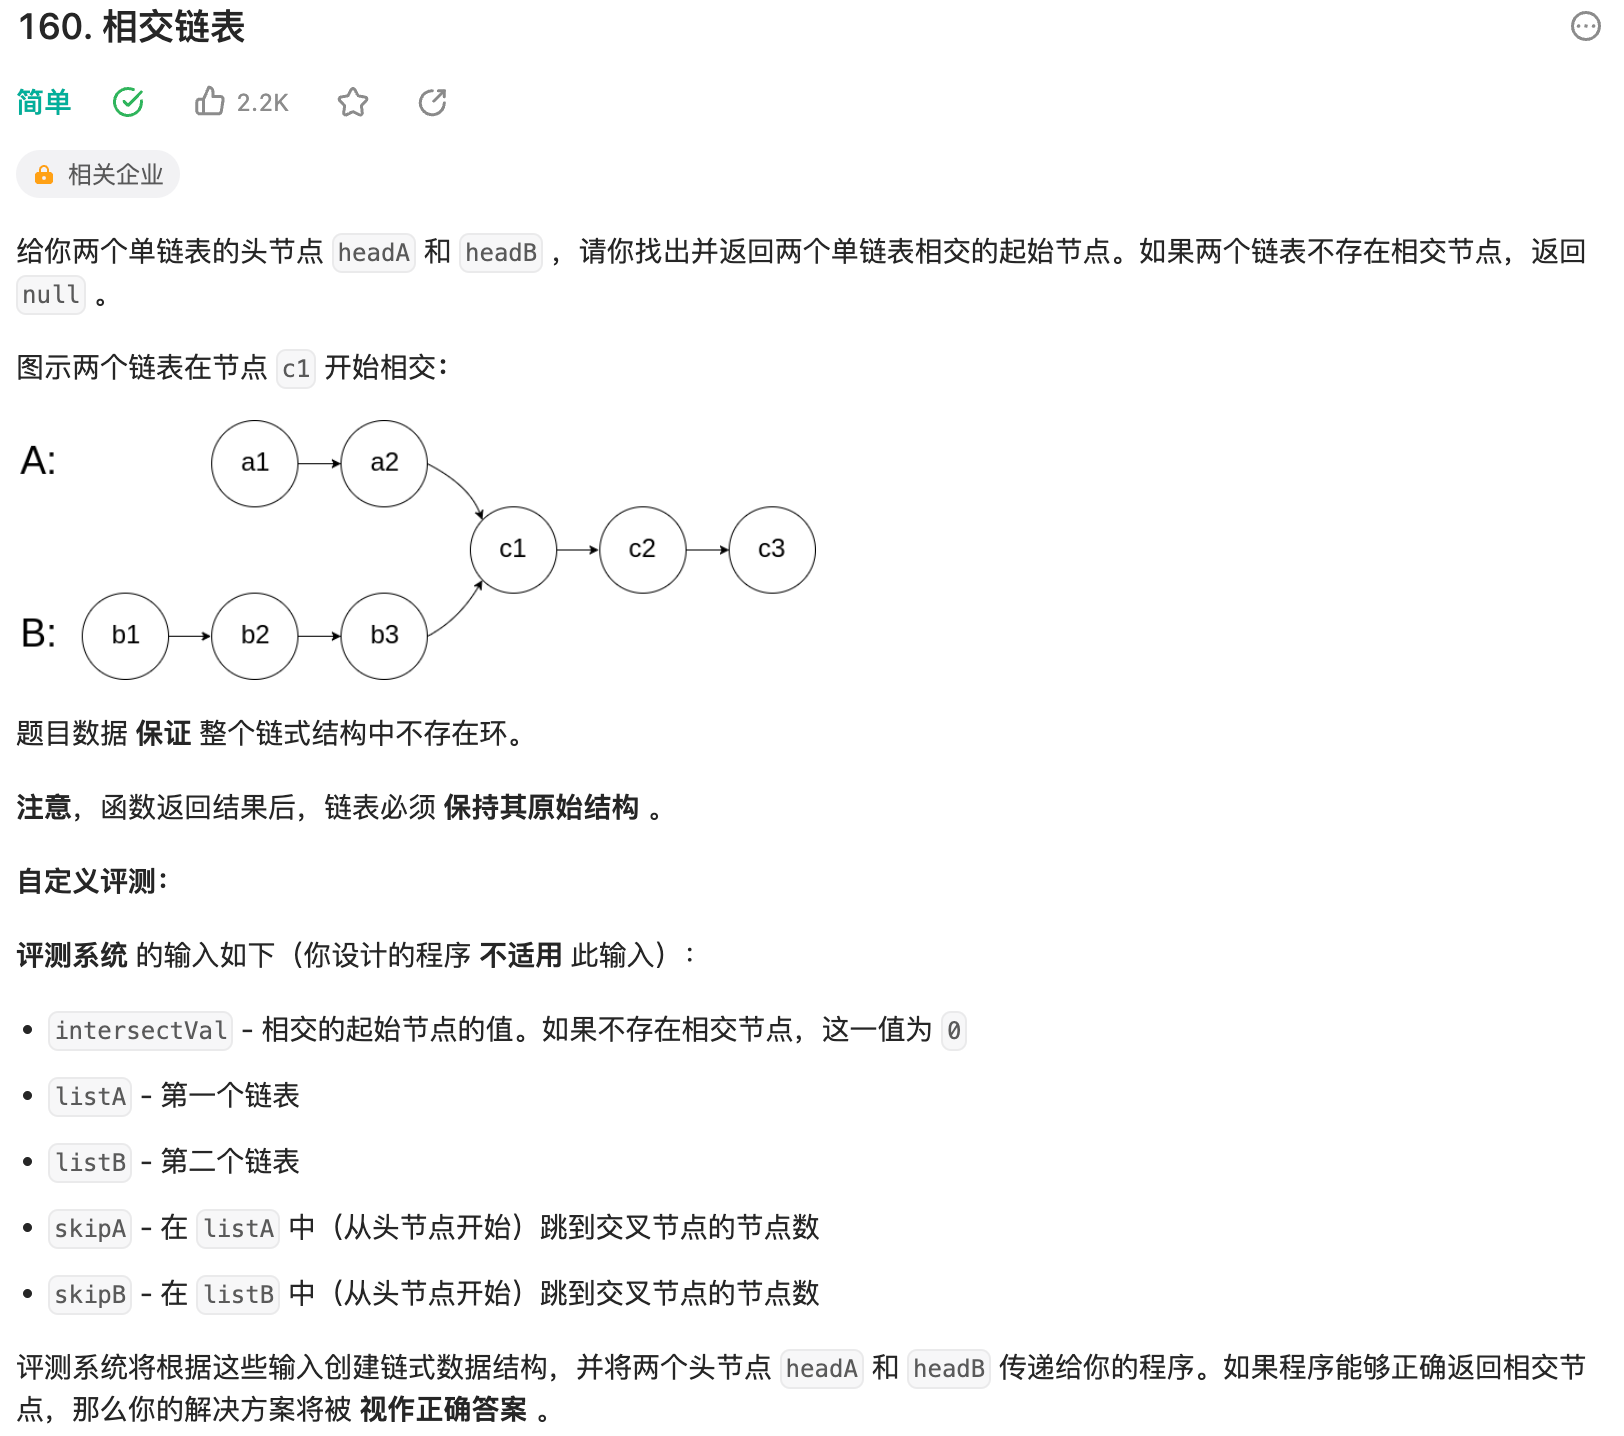 160. 相交链表
简单 2.2K
相关企业
给你两个单链表的头节点 headA 和 headB ，请你找出并返回两个单链表相交的起始节点。如果两个链表不存在相交节点，返回
null 。
图示两个链表在节点 c1 开始相交：
A: a1 a2
c1 c2 c3
B: b1 b2 b3
题目数据 保证 整个链式结构中不存在环。
注意，函数返回结果后，链表必须 保持其原始结构 。
自定义评测：
评测系统 的输入如下（你设计的程序 不适用 此输入）：
• intersectVal - 相交的起始节点的值。如果不存在相交节点，这一值为 0
• listA - 第一个链表
• listB - 第二个链表
• skipA - 在 listA 中（从头节点开始）跳到交叉节点的节点数
• skipB - 在 listB 中（从头节点开始）跳到交叉节点的节点数
评测系统将根据这些输入创建链式数据结构，并将两个头节点 headA 和 headB 传递给你的程序。如果程序能够正确返回相交节
点，那么你的解决方案将被 视作正确答案 。